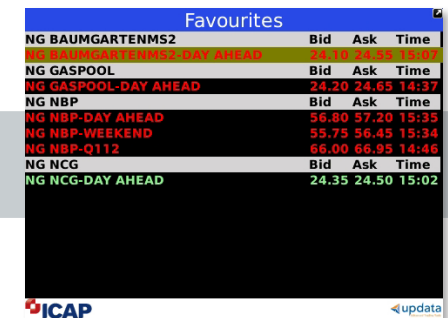 Favourites
NG BAUMGARTENMS2 Bid Ask Time
NG BAUMGARTENMS2-DAY AHEAD 24.10 24.55 15:07
NG GASPOOL Bid Ask Time
NG GASPOOL-DAY AHEAD 24.20 24.65 14:37
NG NBP Bid Ask Time
NG NBP-DAY AHEAD 56.80 57.20 15:35
NG NBP-WEEKEND 55.75 56.45 15:34
NG NBP-Q112 66.00 66.95 14:46
NG NCG Bid Ask Time
NG NCG-DAY AHEAD 24.35 24.50 15:02
ICAP updata